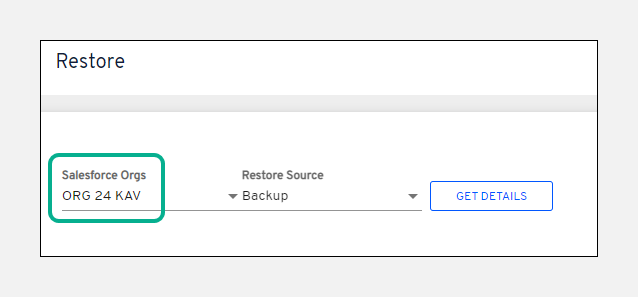 Restore
Salesforce Orgs
Restore Source
ORG 24 KAV
Backup
GET DETAILS